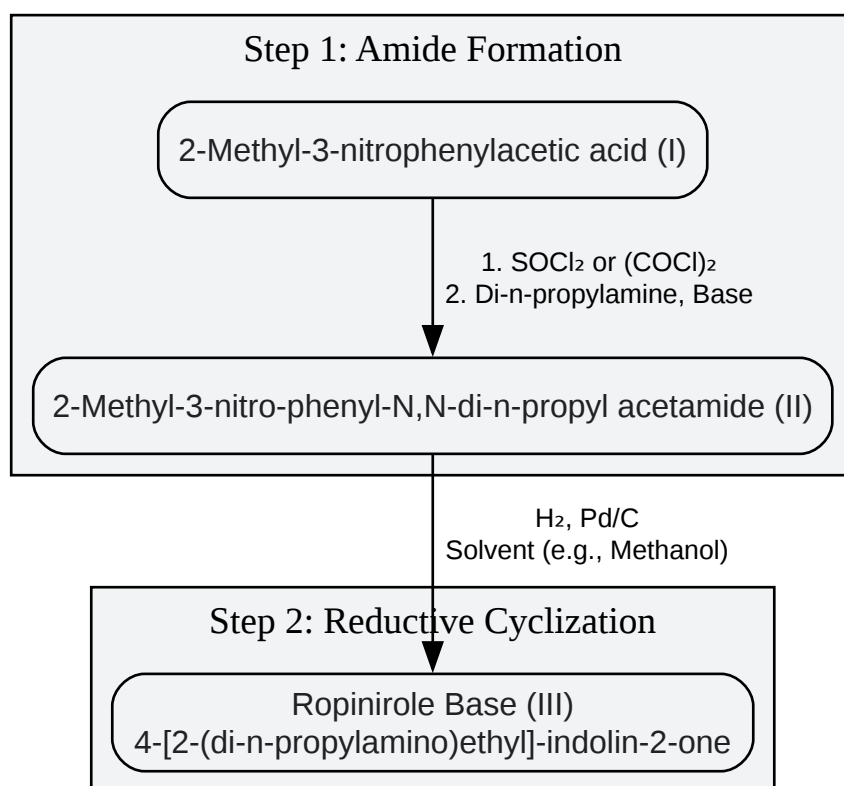 Step 1: Amide Formation
2-Methyl-3-nitrophenylacetic acid (I)
1. SOCl₂ or (COCl)₂
2. Di-n-propylamine, Base
2-Methyl-3-nitro-phenyl-N,N-di-n-propyl acetamide (II)
H₂, Pd/C
Solvent (e.g., Methanol)
Step 2: Reductive Cyclization
Ropinirole Base (III)
4-[2-(di-n-propylamino)ethyl]-indolin-2-one